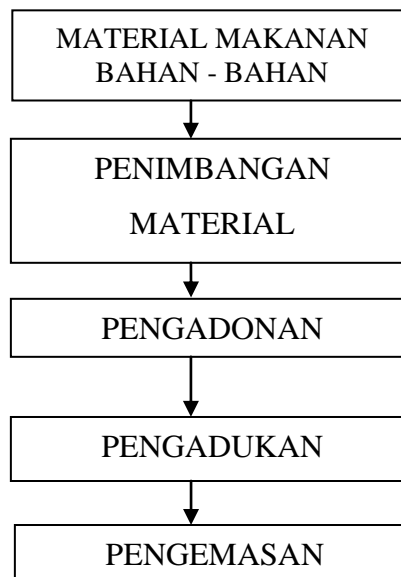 MATERIAL MAKANAN
BAHAN - BAHAN
PENIMBANGAN
MATERIAL
PENGADONAN
PENGADUKAN
PENGEMASAN